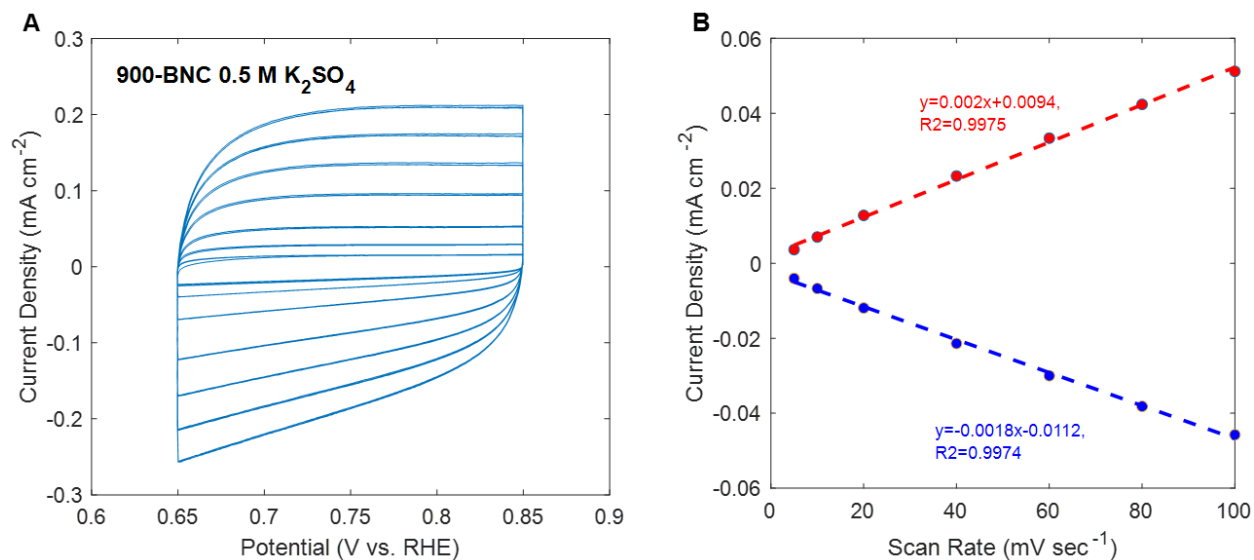 A
900-BNC 0.5 M K2SO4
0.3
0.2
0.1
0
-0.1
-0.2
-0.3
Current Density (mA cm-2)
0.6
0.65
0.7
0.75
0.8
0.85
0.9
Potential (V vs. RHE)
B
0.06
0.04
0.02
0
-0.02
-0.04
-0.06
Current Density (mA cm-2)
y=0.002x+0.0094,
R2=0.9975
y=-0.0018x-0.0112,
R2=0.9974
0
20
40
60
80
100
Scan Rate (mV sec-1)